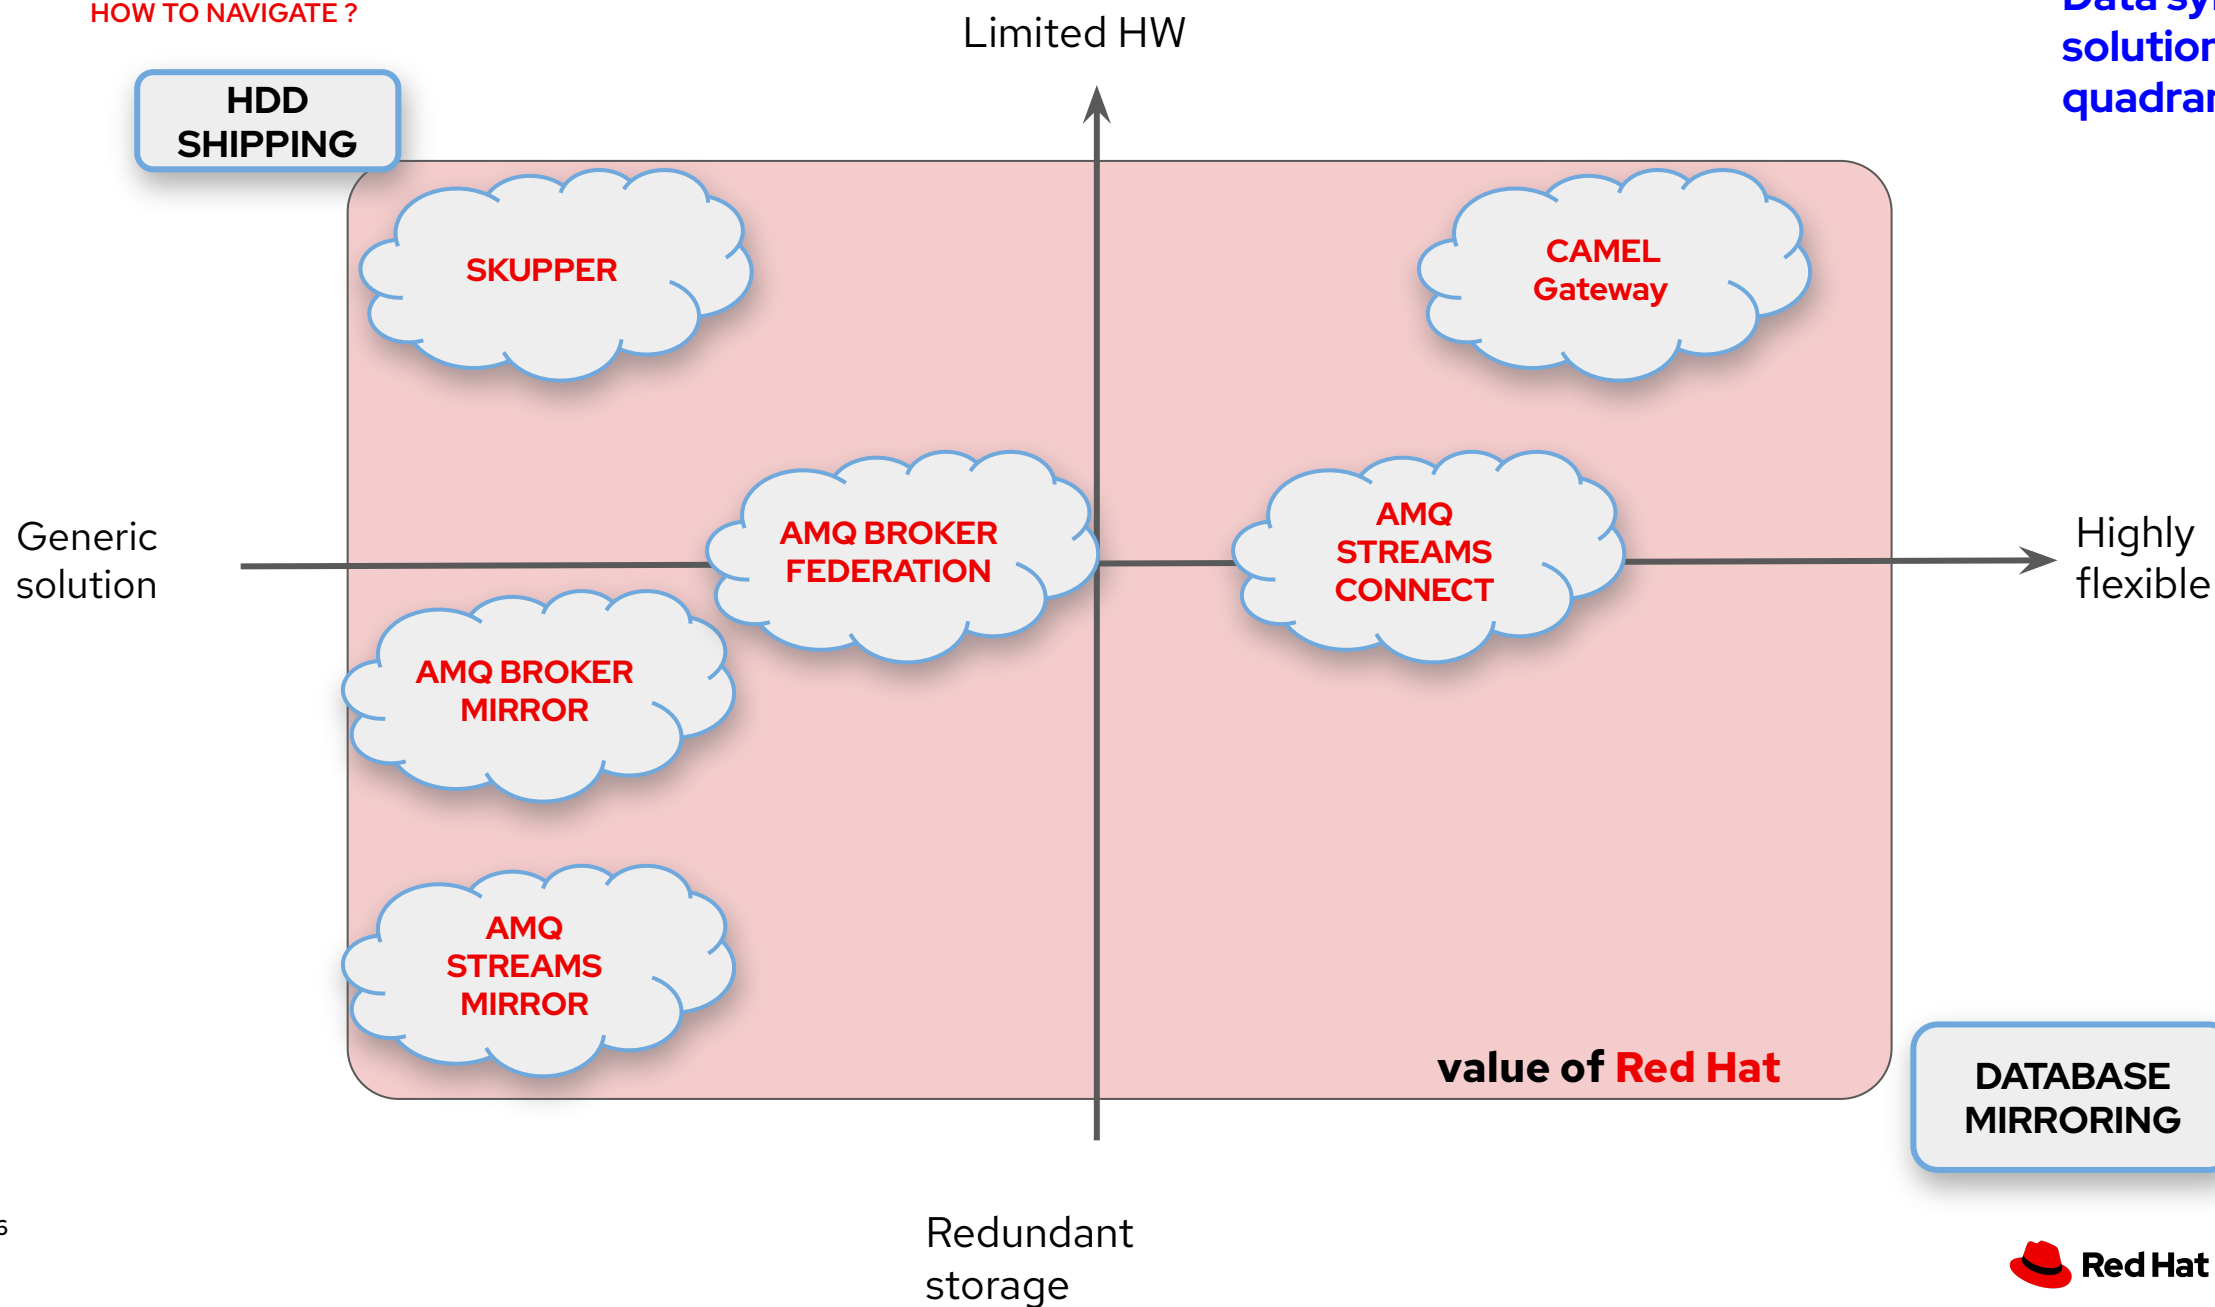 HOW TO NAVIGATE ?
Limited HW
solution
HDD
SHIPPING
SKUPPER
CAMEL
Gateway
Generic
solution
AMQ BROKER
FEDERATION
AMQ
STREAMS
CONNECT
Highly
flexible
AMQ BROKER
MIRROR
AMQ
STREAMS
MIRROR
value of Red Hat
DATABASE
MIRRORING
Redundant
storage
6
Red Hat